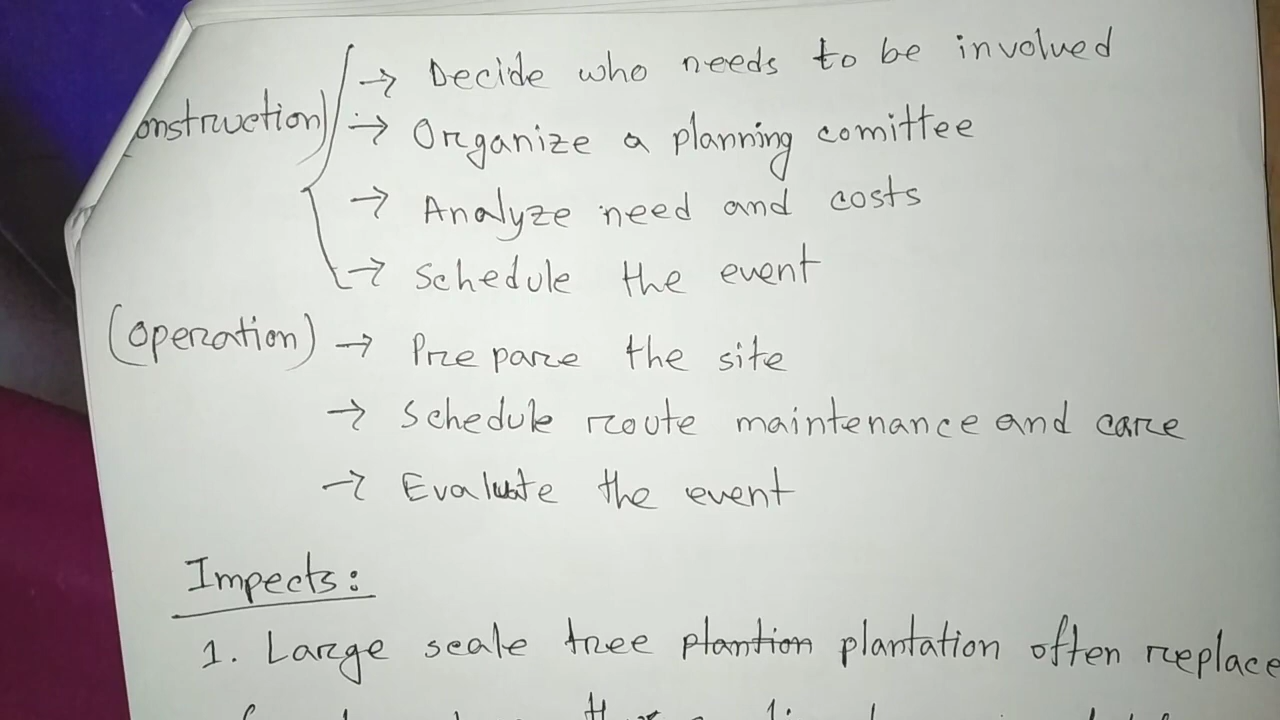 → Decide who needs to be involved
onstruction) → Organize a planning comittee
→ Analyze need and costs
→ Schedule the event
(operation) → Prepare the site
→ Schedule route maintenance and care
→ Evaluate the event
Impects:
1. Large scale tree plantion plantation often replace